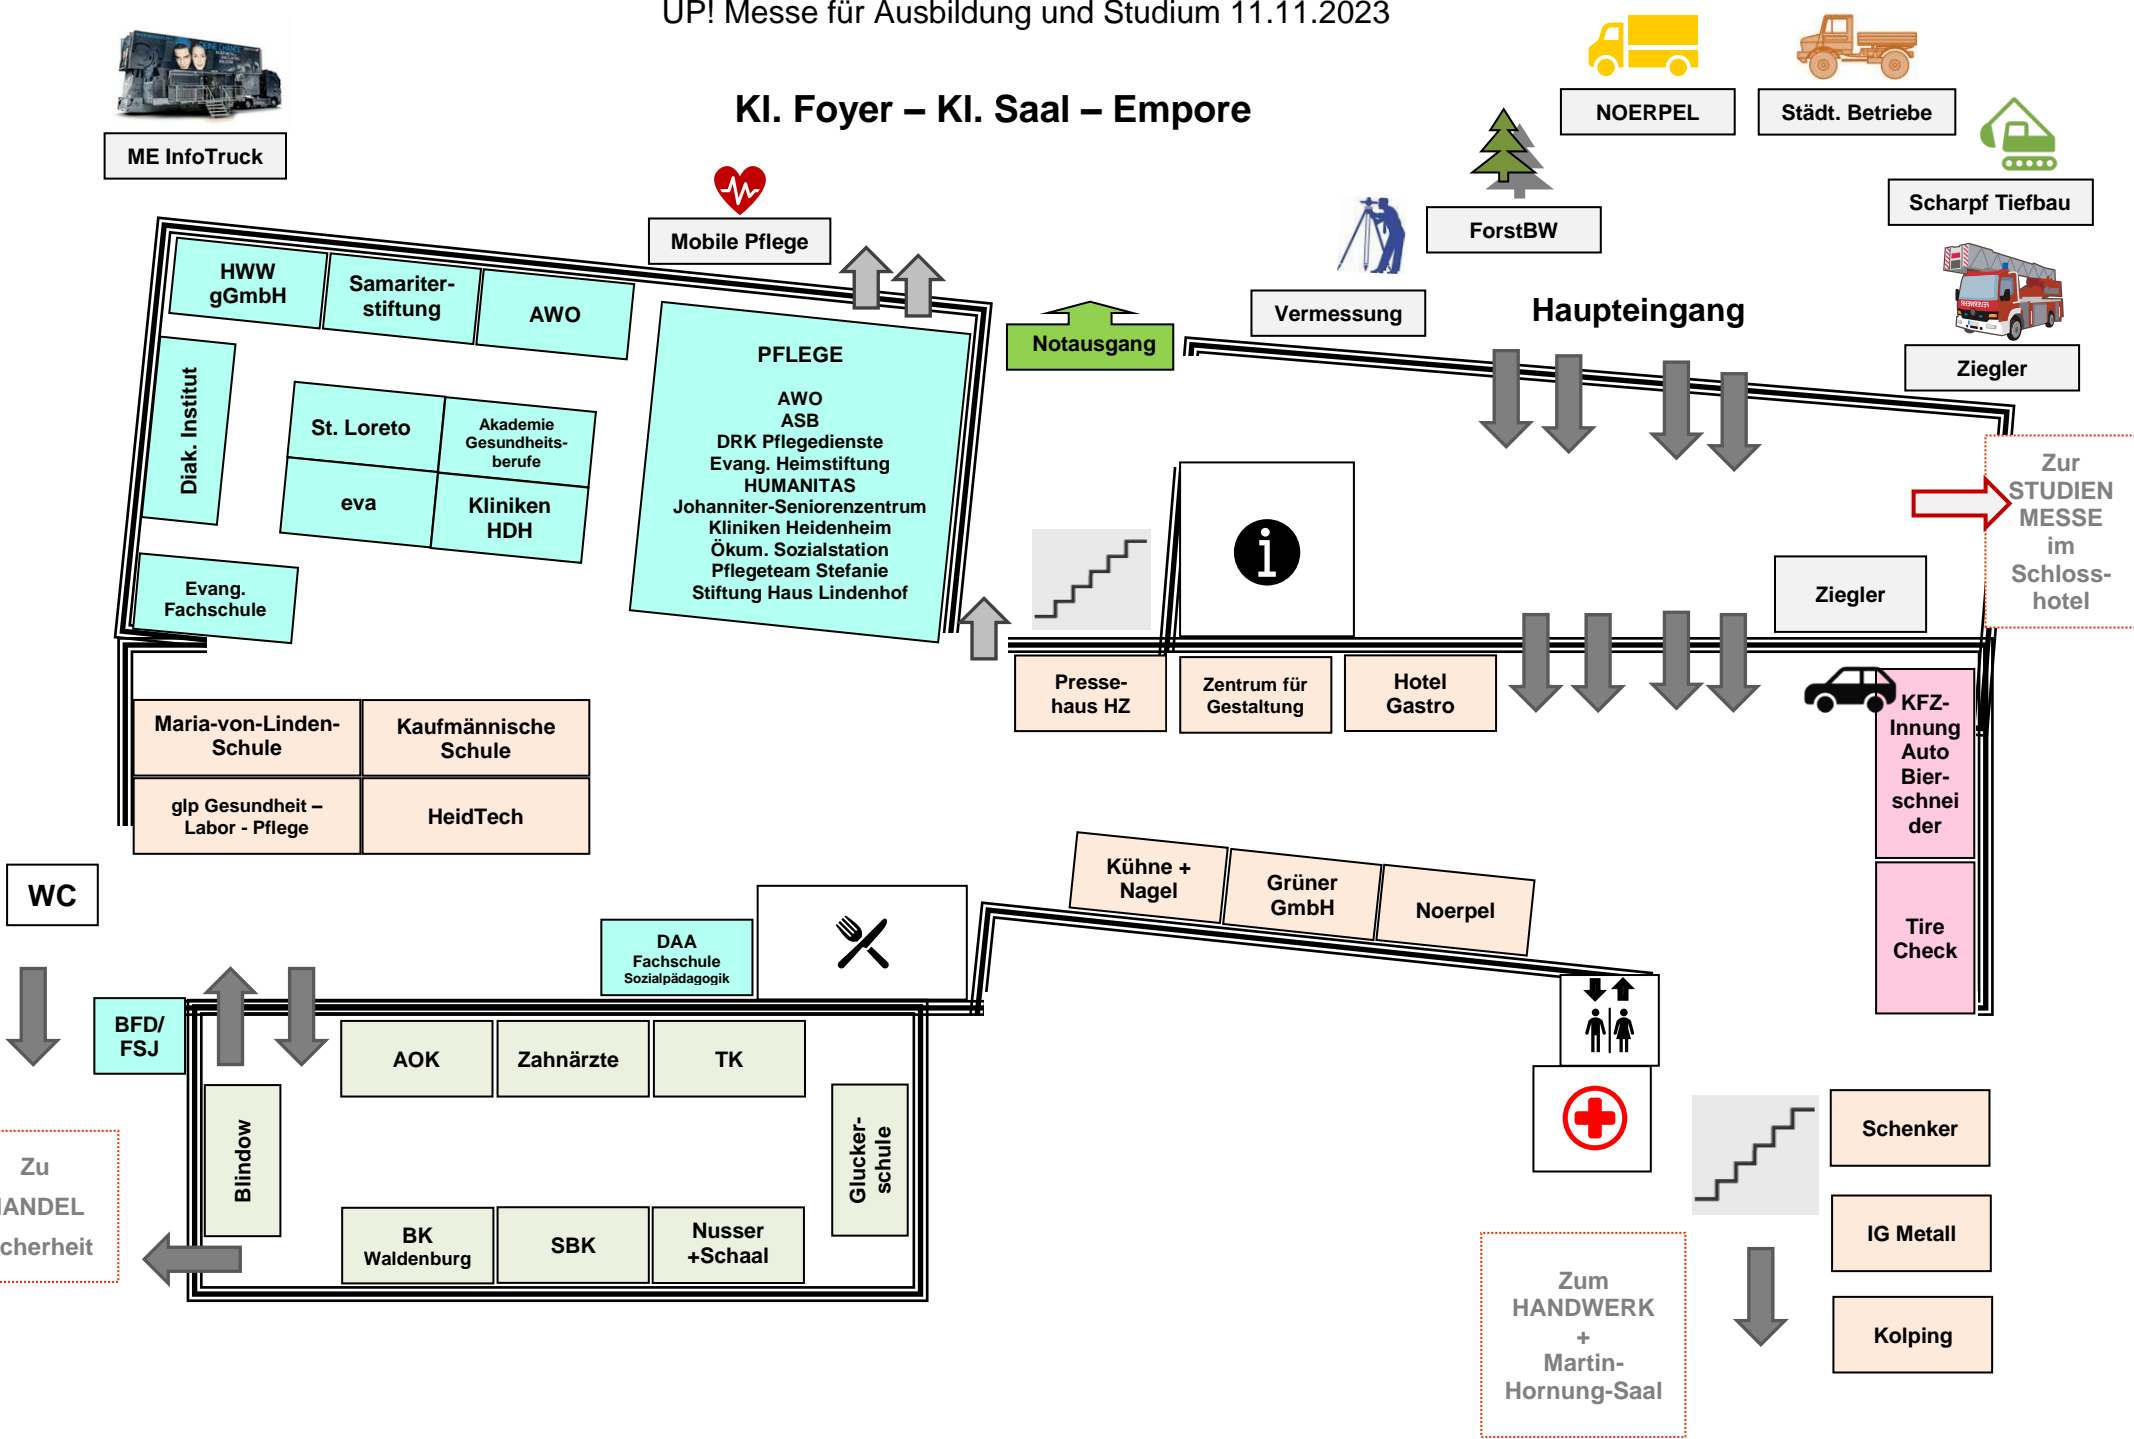 UP! Messe für Ausbildung und Studium 11.11.2023
Kl. Foyer – Kl. Saal – Empore
ME InfoTruck
NOERPEL
Städt. Betriebe
Scharpf Tiefbau
ForstBW
Mobile Pflege
Vermessung
Haupteingang
Ziegler
Notausgang
HWW
gGmbH
Samariter-
stiftung
AWO
Diak. Institut
St. Loreto
Akademie
Gesundheits-
berufe
eva
Kliniken
HDH
Evang.
Fachschule
PFLEGE
AWO
ASB
DRK Pflegedienste
Evang. Heimstiftung
HUMANITAS
Johanniter-Seniorenzentrum
Kliniken Heidenheim
Ökum. Sozialstation
Pflegeteam Stefanie
Stiftung Haus Lindenhof
i
Zur
STUDIEN
MESSE
im
Schloss-
hotel
Ziegler
Presse-
haus HZ
Zentrum für
Gestaltung
Hotel
Gastro
KFZ-
Innung
Auto
Bier-
schnei
der
Tire
Check
Maria-von-Linden-
Schule
Kaufmännische
Schule
glp Gesundheit –
Labor - Pflege
HeidTech
WC
Kühne +
Nagel
Grüner
GmbH
Noerpel
DAA
Fachschule
Sozialpädagogik
BFD/
FSJ
AOK
Zahnärzte
TK
Blindow
Glucker-
schule
BK
Waldenburg
SBK
Nusser
+Schaal
Zu
ANDEL
cherheit
Schenker
IG Metall
Kolping
Zum
HANDWERK
+
Martin-
Hornung-Saal